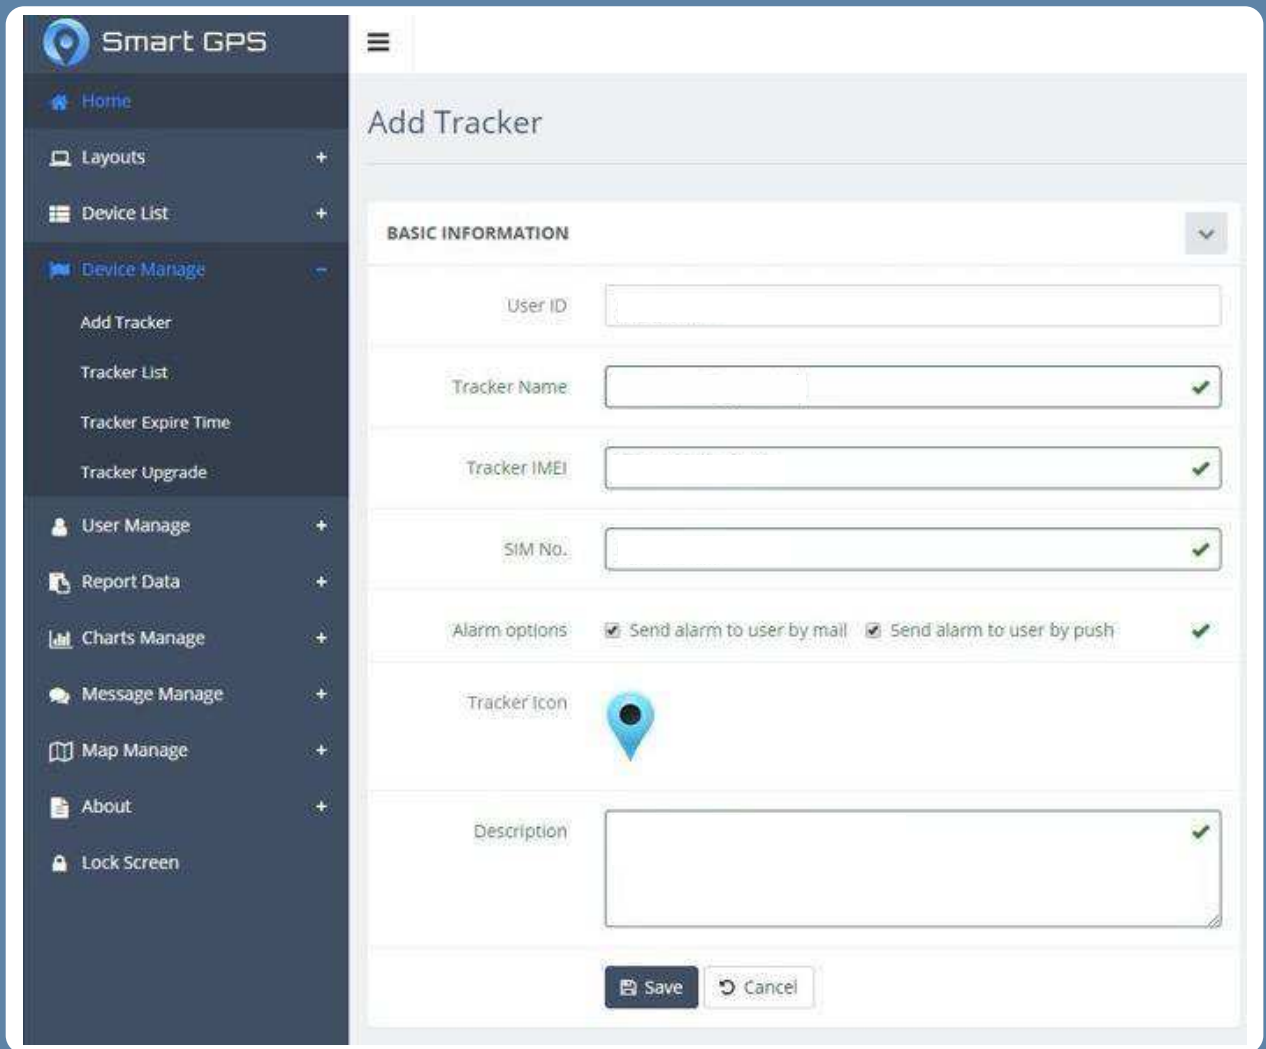 Smart GPS
Home
Layouts
Device List
Device Manage
Add Tracker
Tracker List
Tracker Expire Time
Tracker Upgrade
User Manage
Report Data
Charts Manage
Message Manage
Map Manage
About
Lock Screen
Add Tracker
BASIC INFORMATION
User ID
Tracker Name
Tracker IMEI
SIM No.
Alarm options Send alarm to user by mail Send alarm to user by push
Tracker Icon
Description
Save Cancel